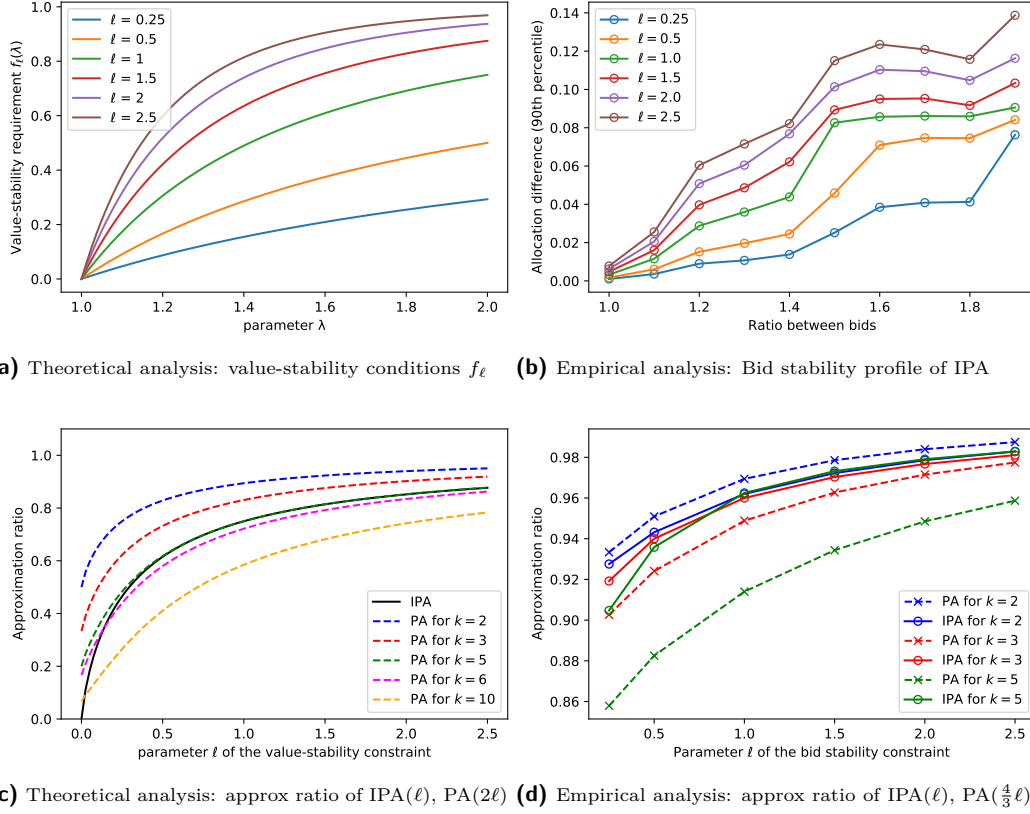 1.0
0.8
0.6
0.4
0.2
0.0
Value-stability requirement fℓ(λ)
ℓ = 0.25
ℓ = 0.5
ℓ = 1
ℓ = 1.5
ℓ = 2
ℓ = 2.5
1.0 1.2 1.4 1.6 1.8 2.0
parameter λ
0.14
0.12
0.10
0.08
0.06
0.04
0.02
0.00
Allocation difference (90th percentile)
ℓ = 0.25
ℓ = 0.5
ℓ = 1.0
ℓ = 1.5
ℓ = 2.0
ℓ = 2.5
1.0 1.2 1.4 1.6 1.8
Ratio between bids
a) Theoretical analysis: value-stability conditions fℓ
(b) Empirical analysis: Bid stability profile of IPA
1.0
0.8
0.6
0.4
0.2
0.0
Approximation ratio
IPA
PA for k = 2
PA for k = 3
PA for k = 5
PA for k = 6
PA for k = 10
0.0 0.5 1.0 1.5 2.0 2.5
parameter ℓ of the value-stability constraint
0.98
0.96
0.94
0.92
0.90
0.88
0.86
Approximation ratio
PA for k = 2
IPA for k = 2
PA for k = 3
IPA for k = 3
PA for k = 5
IPA for k = 5
0.5 1.0 1.5 2.0 2.5
Parameter ℓ of the bid stability constraint
c) Theoretical analysis: approx ratio of IPA(ℓ), PA(2ℓ)
(d) Empirical analysis: approx ratio of IPA(ℓ), PA(4/3 ℓ)